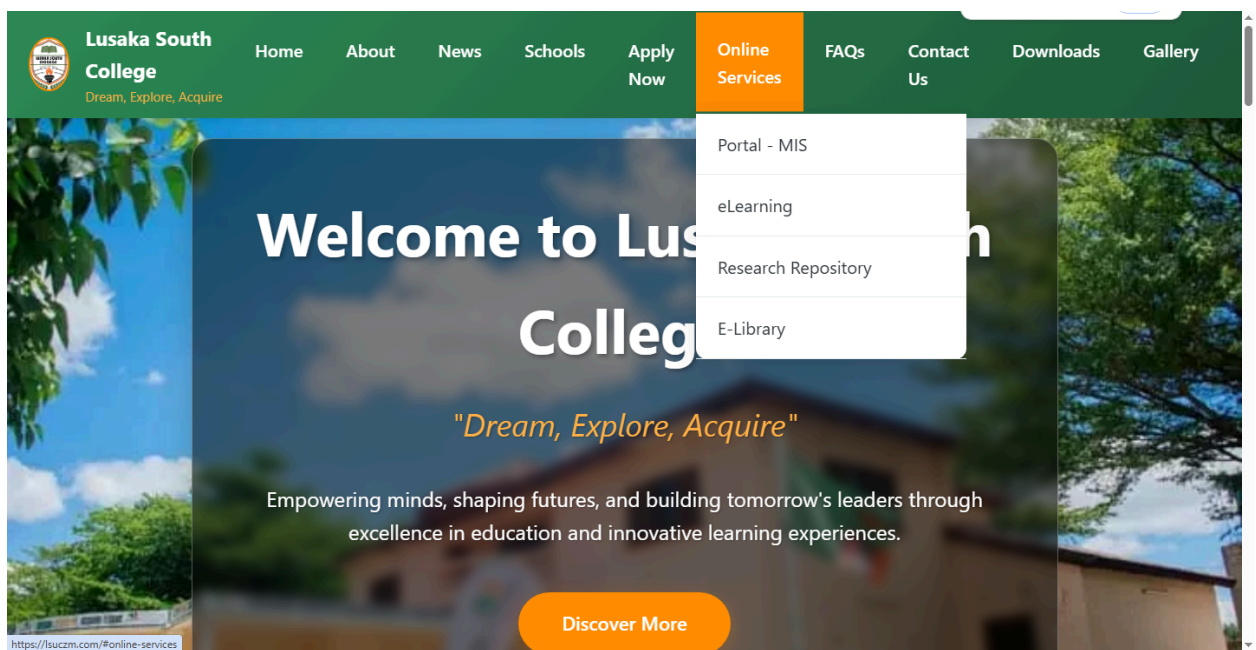 Lusaka South
College
Dream, Explore, Acquire
Home
About
News
Schools
Apply
Now
Online
Services
FAQs
Contact
Us
Downloads
Gallery
Portal - MIS
eLearning
Research Repository
E-Library
Welcome to Lus h
Colleg
"Dream, Explore, Acquire"
Empowering minds, shaping futures, and building tomorrow's leaders through
excellence in education and innovative learning experiences.
Discover More
https://lsuczm.com/#online-services